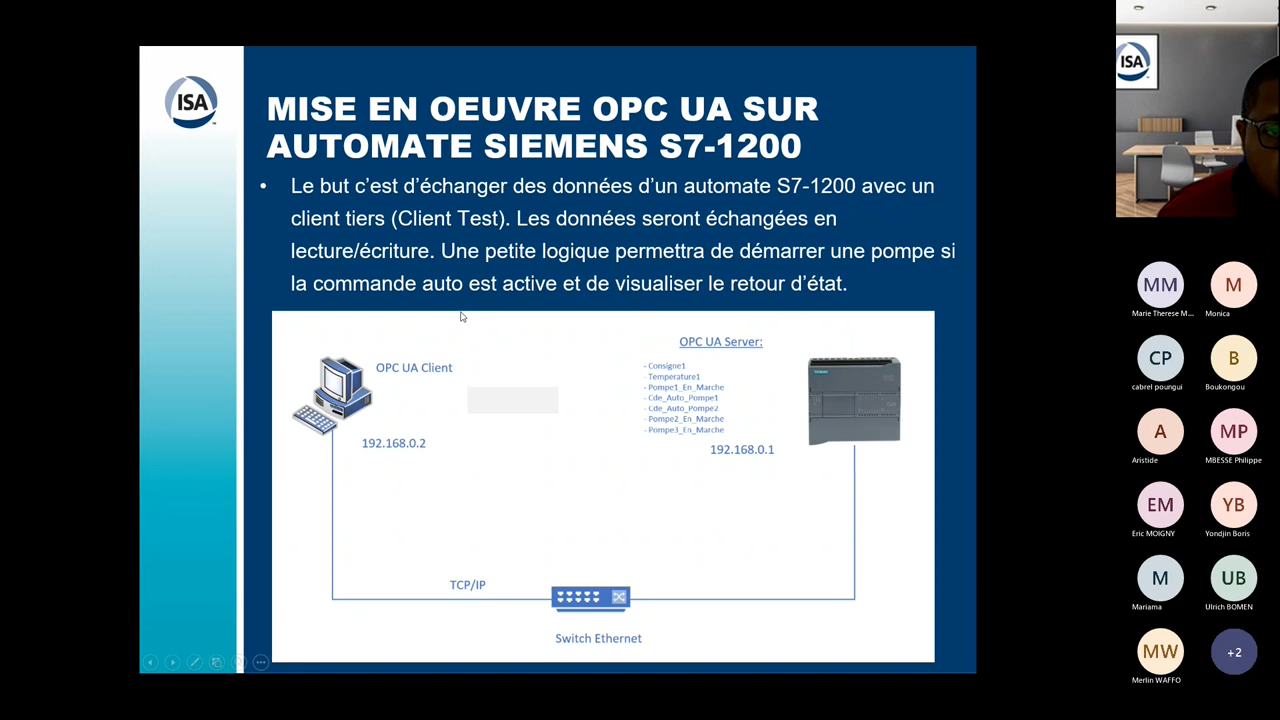 ISA
MISE EN OEUVRE OPC UA SUR
AUTOMATE SIEMENS S7-1200
• Le but c’est d’échanger des données d’un automate S7-1200 avec un
client tiers (Client Test). Les données seront échangées en
lecture/écriture. Une petite logique permettra de démarrer une pompe si
la commande auto est active et de visualiser le retour d’état.
OPC UA Client
192.168.0.2
OPC UA Server:
- Consigne1
- Temperature1
- Pompe1_En_Marche
- Cde_Auto_Pompe1
- Cde_Auto_Pompe2
- Pompe2_En_Marche
- Pompe3_En_Marche
192.168.0.1
TCP/IP
Switch Ethernet
ISA
MM
Marie Therese M...
M
Monica
CP
cabrel poungui
B
Boukongou
A
Aristide
MP
MBESSE Philippe
EM
Eric MOIGNY
YB
Yondjin Boris
M
Mariama
UB
Ulrich BOMEN
MW
Merlin WAFFO
+2